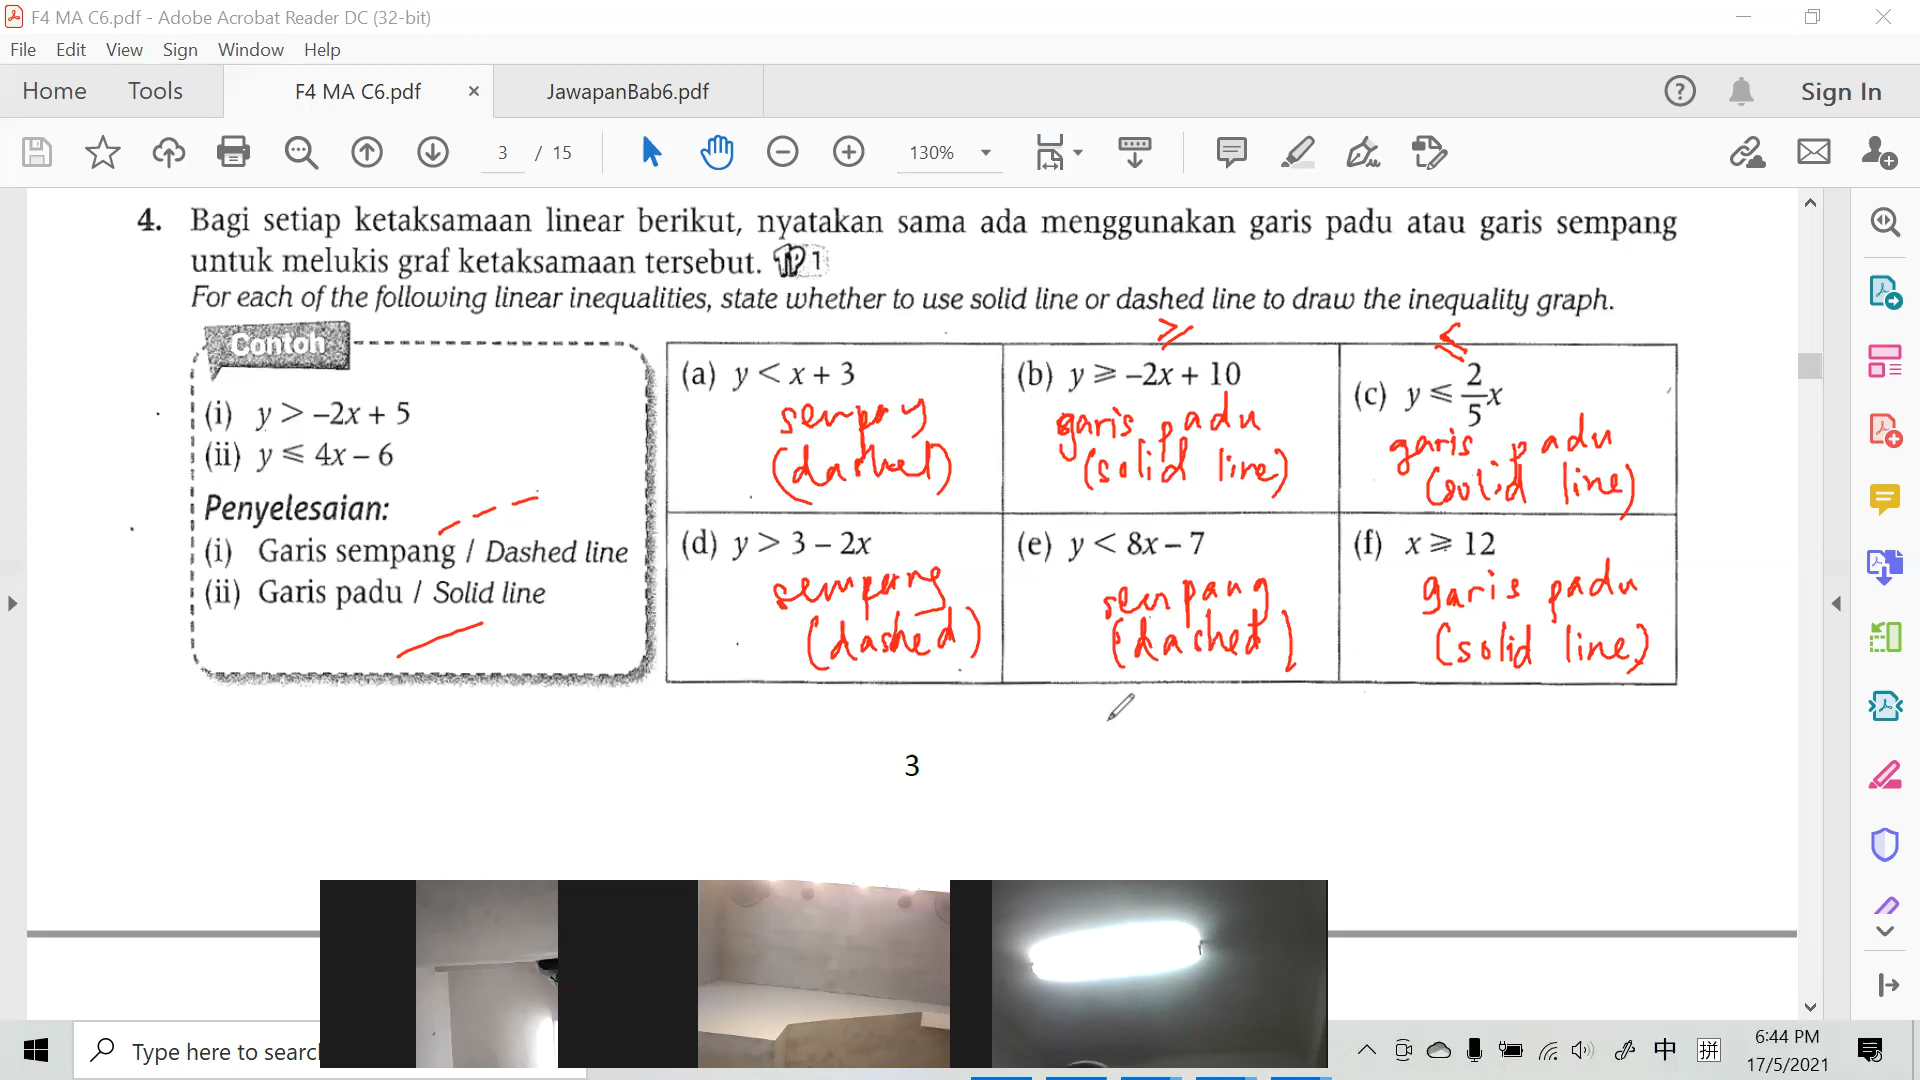 F4 MA C6.pdf - Adobe Acrobat Reader DC (32-bit)
File Edit View Sign Window Help
Home Tools F4 MA C6.pdf × JawapanBab6.pdf ? Sign In
3 / 15 130%
4. Bagi setiap ketaksamaan linear berikut, nyatakan sama ada menggunakan garis padu atau garis sempang
untuk melukis graf ketaksamaan tersebut. TP 1
For each of the following linear inequalities, state whether to use solid line or dashed line to draw the inequality graph.
Contoh
(i) y > –2x + 5
(ii) y ⩽ 4x – 6
Penyelesaian:
(i) Garis sempang / Dashed line
(ii) Garis padu / Solid line
(a) y < x + 3
sempag
(dashed)
⩾
(b) y ⩾ –2x + 10
garis padu
(solid line)
⩽
(c) y ⩽ 2/5 x
garis padu
(solid line)
(d) y > 3 – 2x
sempang
(dashed)
(e) y < 8x – 7
sempang
(dashed)
(f) x ⩾ 12
garis padu
(solid line)
3
Type here to searc
中 拼
6:44 PM
17/5/2021